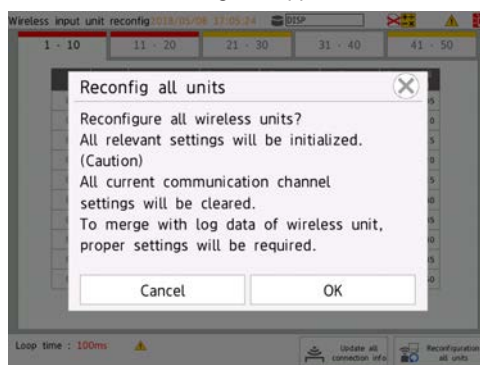 Wireless input unit reconfig 2018/05/06 17:05:24 DISP
1 - 10 11 - 20 21 - 30 31 - 40 41 - 50
Reconfig all units
Reconfigure all wireless units?
All relevant settings will be initialized.
(Caution)
All current communication channel
settings will be cleared.
To merge with log data of wireless unit,
proper settings will be required.
Cancel OK
Loop time : 100ms
Update all
connection info
Reconfiguration
all units